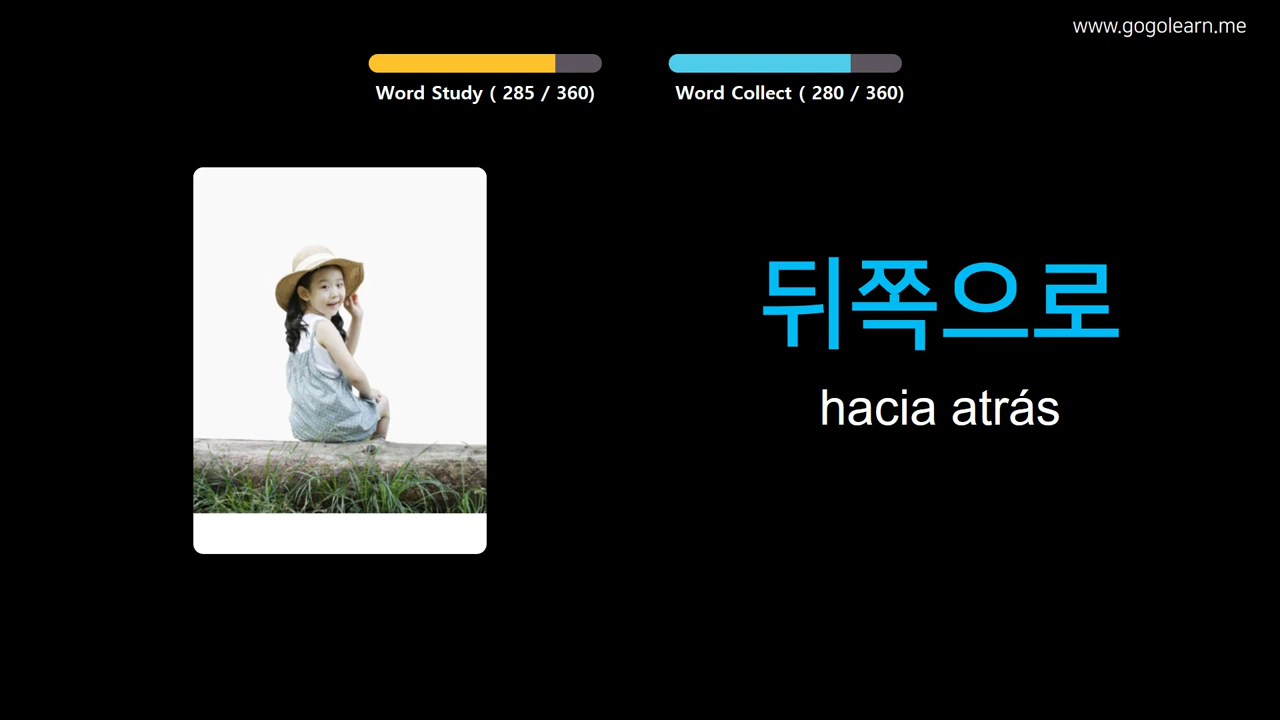 www.gogolearn.me
Word Study ( 285 / 360)
Word Collect ( 280 / 360)
뒤쪽으로
hacia atrás